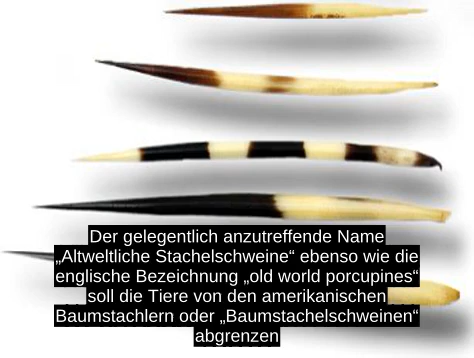 Der gelegentlich anzutreffende Name
„Altweltliche Stachelschweine“ ebenso wie die
englische Bezeichnung „old world porcupines“
soll die Tiere von den amerikanischen
Baumstachlern oder „Baumstachelschweinen“
abgrenzen